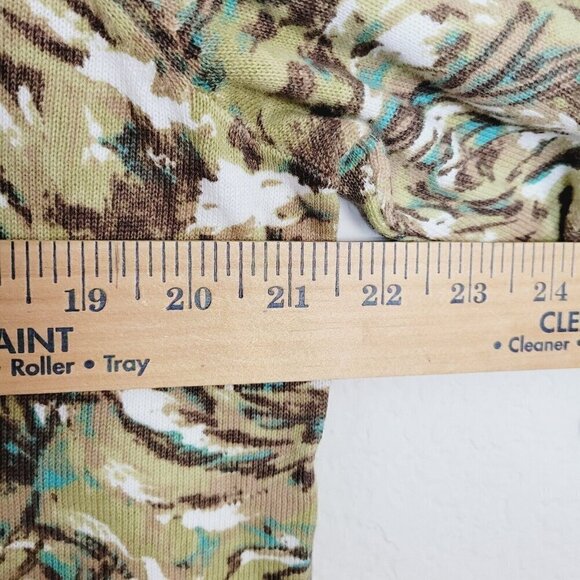 19 20 21 22 23 24
AINT
Roller • Tray
CLE
• Cleaner •